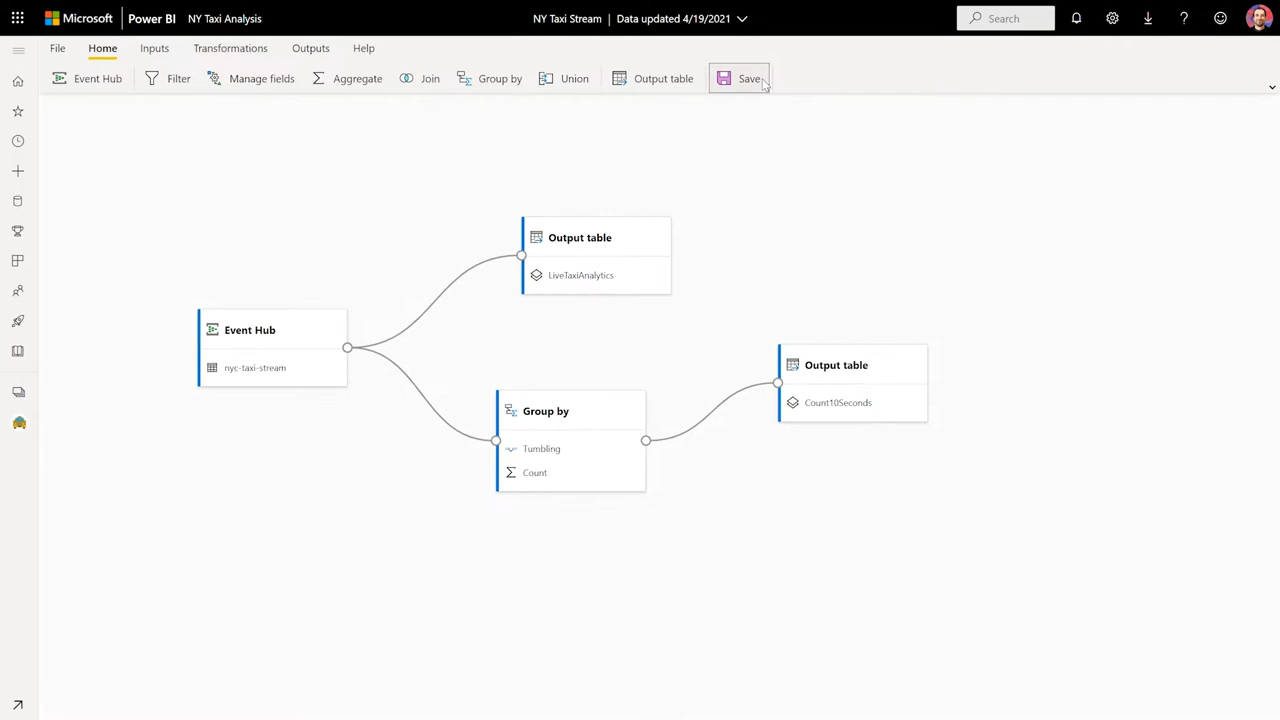 Microsoft Power BI NY Taxi Analysis NY Taxi Stream | Data updated 4/19/2021 Search
File Home Inputs Transformations Outputs Help
Event Hub Filter Manage fields Aggregate Join Group by Union Output table Save
Output table
LiveTaxiAnalytics
Event Hub
nyc-taxi-stream
Output table
Count10Seconds
Group by
Tumbling
Count